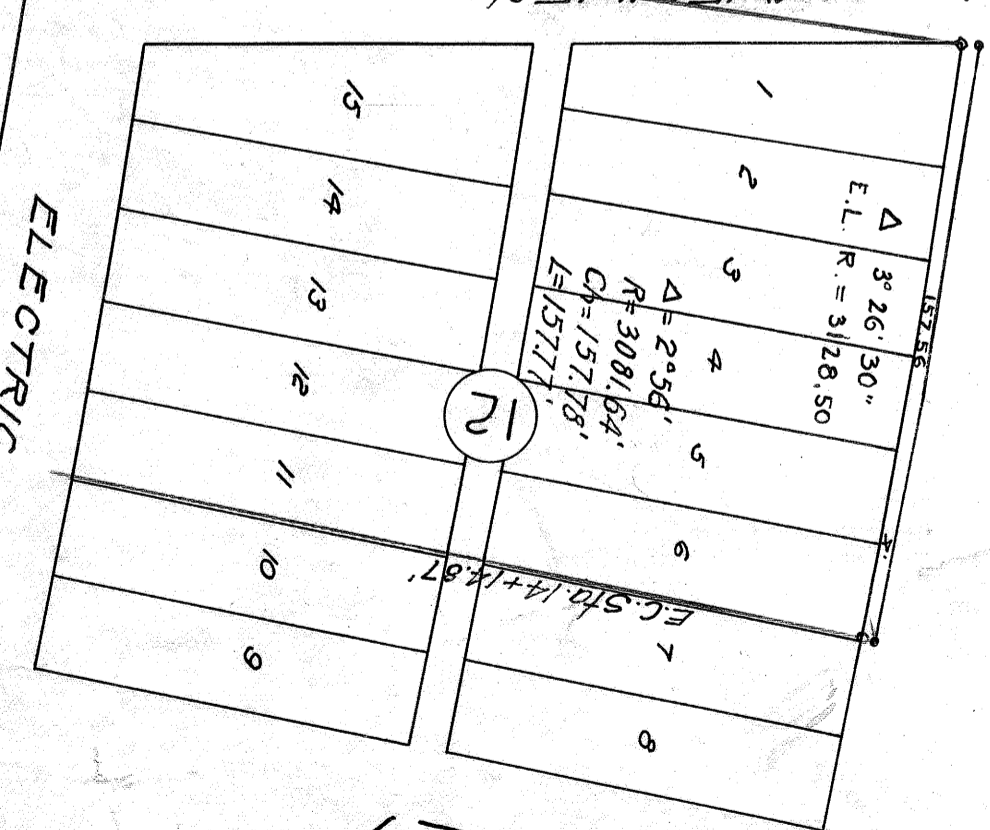 1
2
3
4
5
6
7
8
15
14
13
12
11
10
9
12
Δ 3° 26' 30"
E.L. R. = 3128.50
157.56
Δ = 2°56'
R = 3081.64'
Ch = 157.78'
L = 157.77'
E.C. Sta. 14+14.87'
ELECTRIC